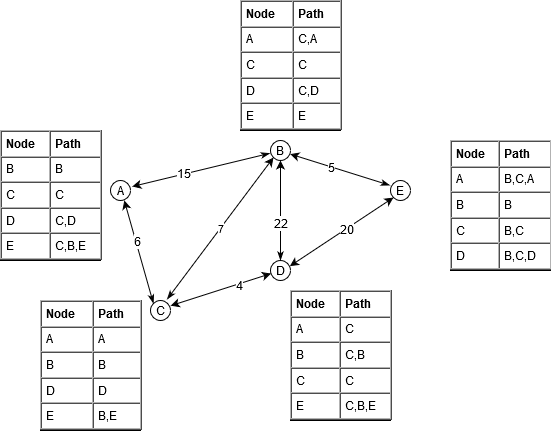 Node Path
A C,A
C C
D C,D
E E
Node Path
B B
C C
D C,D
E C,B,E
Node Path
A B,C,A
B B
C B,C
D B,C,D
B
15
5
A
E
7
22
20
6
D
4
C
Node Path
A A
B B
D D
E B,E
Node Path
A C
B C,B
C C
E C,B,E